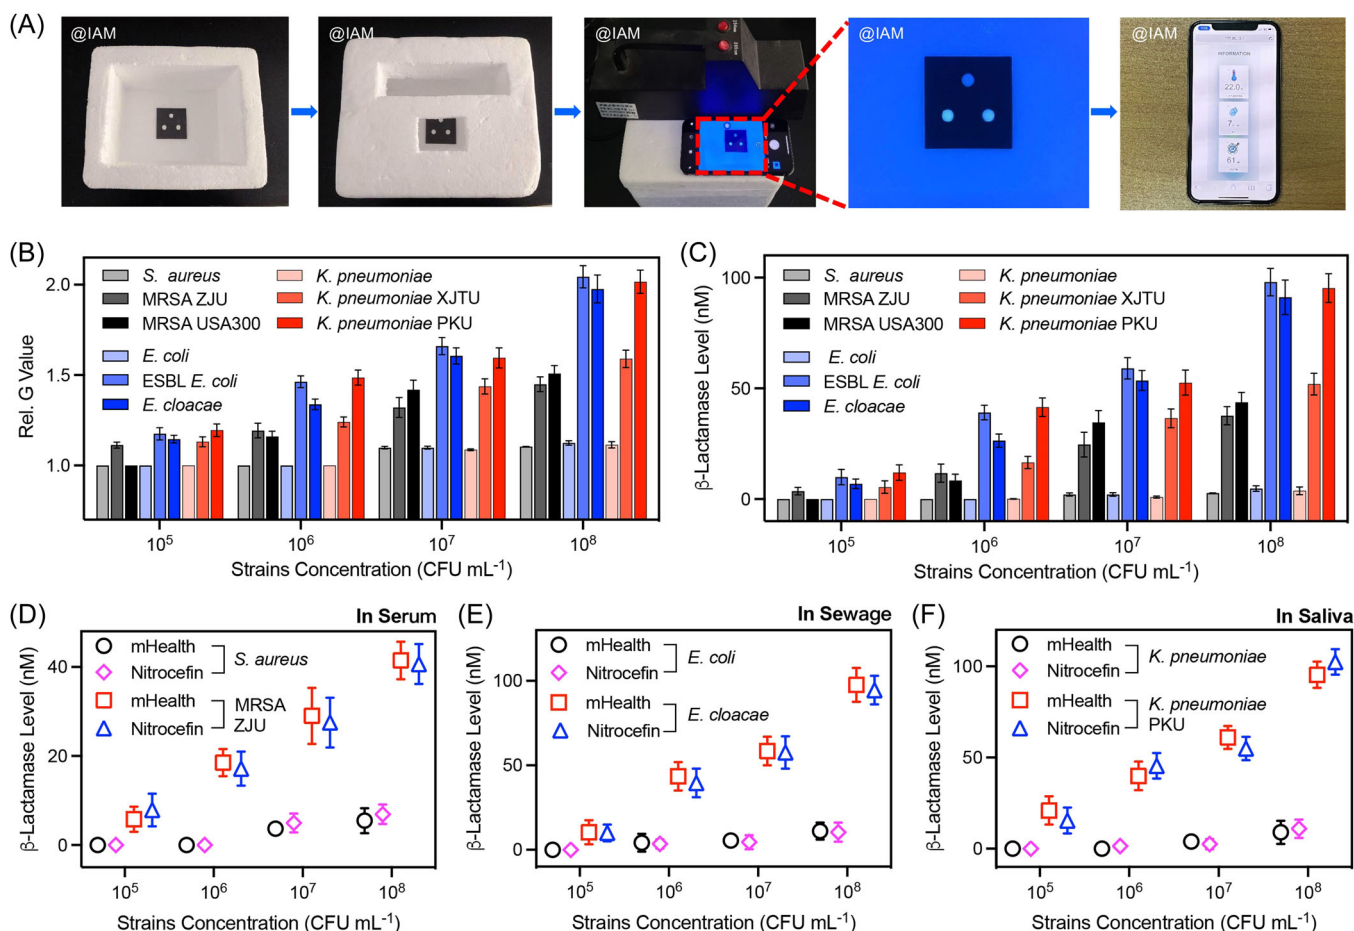 (A)
@IAM
@IAM
@IAM
@IAM
@IAM
INFORMATION
22.0
7
61
(B)
Rel. G Value
2.0
1.5
1.0
S. aureus
MRSA ZJU
MRSA USA300
E. coli
ESBL E. coli
E. cloacae
K. pneumoniae
K. pneumoniae XJTU
K. pneumoniae PKU
10⁵ 10⁶ 10⁷ 10⁸
Strains Concentration (CFU mL⁻¹)
(C)
β-Lactamase Level (nM)
100
50
0
S. aureus
MRSA ZJU
MRSA USA300
E. coli
ESBL E. coli
E. cloacae
K. pneumoniae
K. pneumoniae XJTU
K. pneumoniae PKU
10⁵ 10⁶ 10⁷ 10⁸
Strains Concentration (CFU mL⁻¹)
(D)
In Serum
β-Lactamase Level (nM)
40
20
0
mHealth
Nitrocefin
S. aureus
mHealth
Nitrocefin
MRSA
ZJU
10⁵ 10⁶ 10⁷ 10⁸
Strains Concentration (CFU mL⁻¹)
(E)
In Sewage
β-Lactamase Level (nM)
100
50
0
mHealth
Nitrocefin
E. coli
mHealth
Nitrocefin
E. cloacae
10⁵ 10⁶ 10⁷ 10⁸
Strains Concentration (CFU mL⁻¹)
(F)
In Saliva
β-Lactamase Level (nM)
100
50
0
mHealth
Nitrocefin
K. pneumoniae
mHealth
Nitrocefin
K. pneumoniae
PKU
10⁵ 10⁶ 10⁷ 10⁸
Strains Concentration (CFU mL⁻¹)